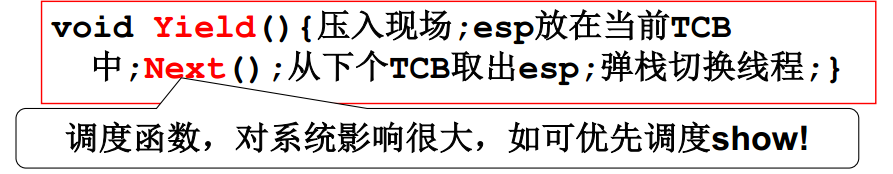 void Yield(){压入现场;esp放在当前TCB
中;Next();从下个TCB取出esp;弹栈切换线程;}
调度函数，对系统影响很大，如可优先调度show!